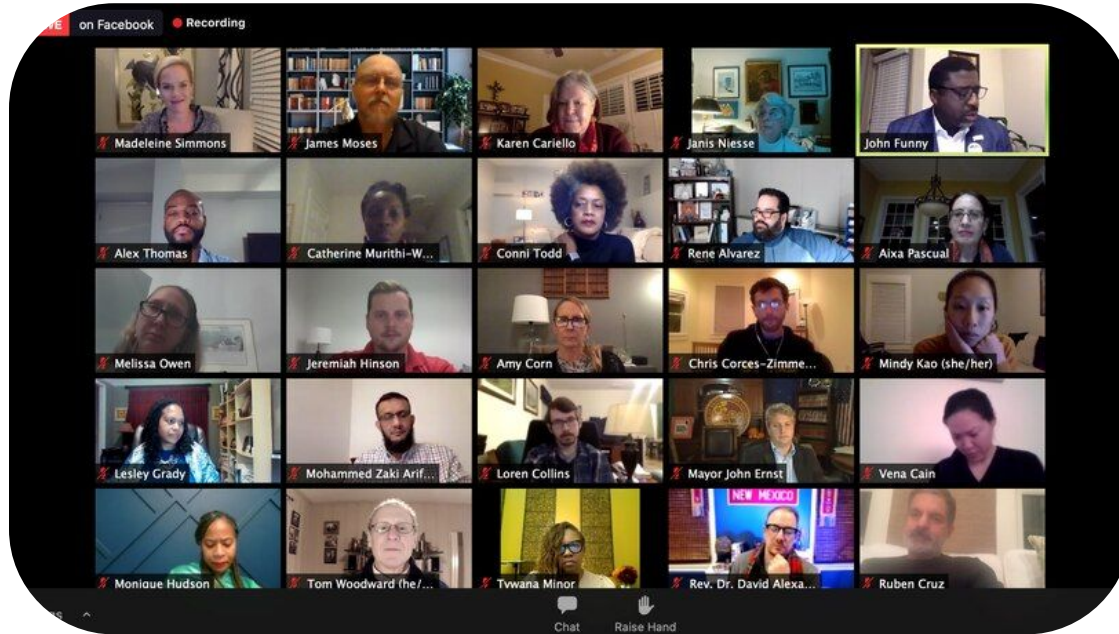 on Facebook
Recording
Madeleine Simmons
James Moses
Karen Cariello
Janis Niesse
John Funny
Alex Thomas
Catherine Murithi-W...
Conni Todd
Rene Alvarez
Aixa Pascual
Melissa Owen
Jeremiah Hinson
Amy Corn
Chris Corces-Zimme...
Mindy Kao (she/her)
Lesley Grady
Mohammed Zaki Arif...
Loren Collins
Mayor John Ernst
Vena Cain
NEW MEXICO
Monique Hudson
Tom Woodward (he/...
Tywana Minor
Rev. Dr. David Alexa...
Ruben Cruz
Chat
Raise Hand